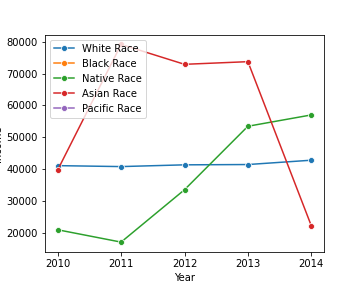 80000
70000
60000
50000
40000
30000
20000
White Race
Black Race
Native Race
Asian Race
Pacific Race
2010 2011 2012 2013 2014
Year